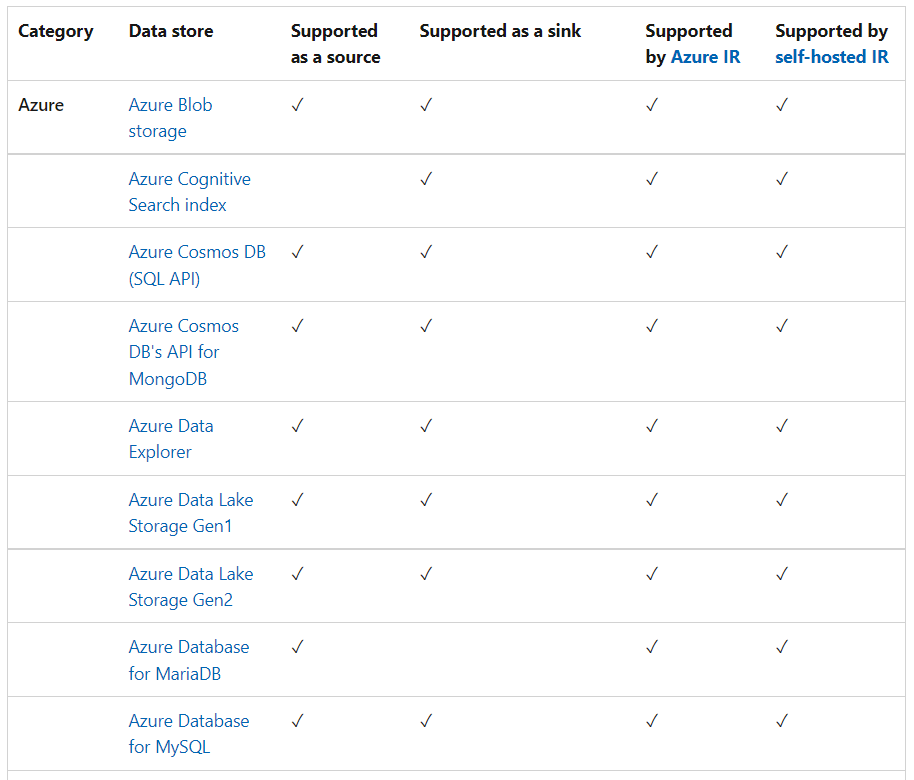 Category Data store Supported as a source Supported as a sink Supported by Azure IR Supported by self-hosted IR
Azure Azure Blob storage ✓ ✓ ✓ ✓
Azure Cognitive Search index ✓ ✓ ✓
Azure Cosmos DB (SQL API) ✓ ✓ ✓ ✓
Azure Cosmos DB's API for MongoDB ✓ ✓ ✓ ✓
Azure Data Explorer ✓ ✓ ✓ ✓
Azure Data Lake Storage Gen1 ✓ ✓ ✓ ✓
Azure Data Lake Storage Gen2 ✓ ✓ ✓ ✓
Azure Database for MariaDB ✓ ✓ ✓
Azure Database for MySQL ✓ ✓ ✓ ✓